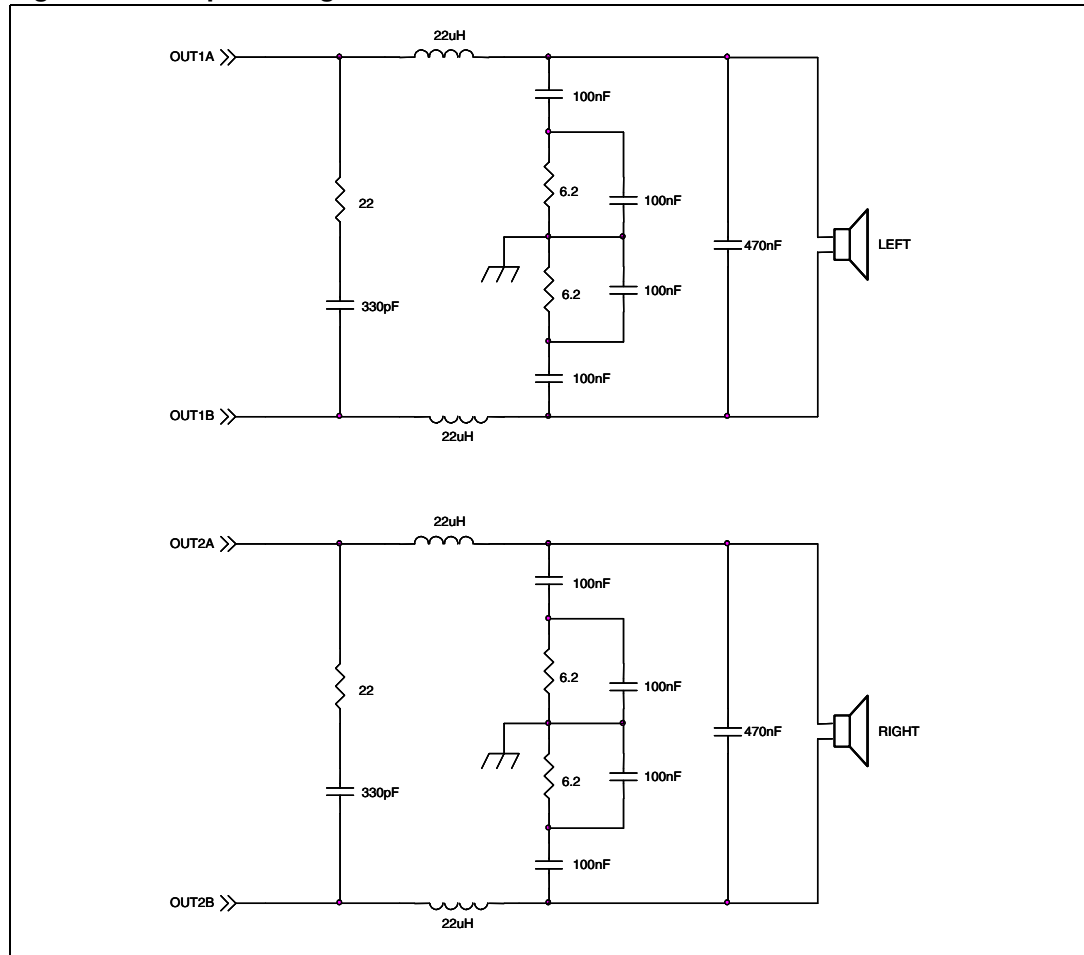 22uH
OUT1A
100nF
6.2
100nF
22
470nF
LEFT
6.2
100nF
330pF
100nF
OUT1B
22uH
22uH
OUT2A
100nF
6.2
100nF
22
470nF
RIGHT
6.2
100nF
330pF
100nF
OUT2B
22uH